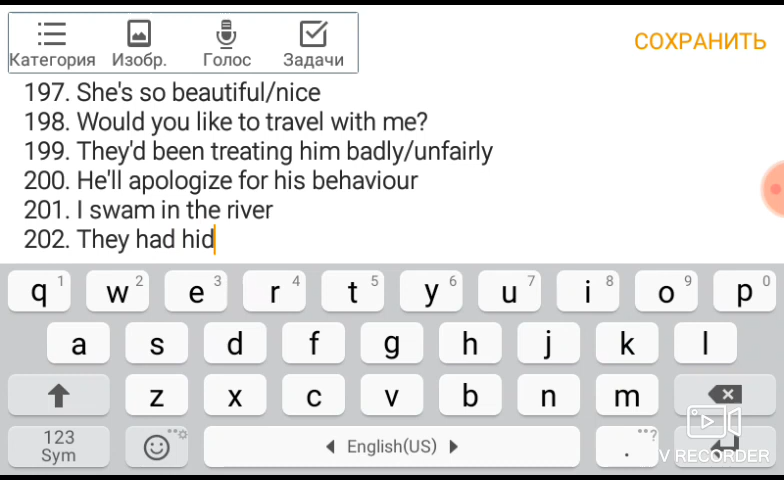 Категория Изобр. Голос Задачи СОХРАНИТЬ
197. She's so beautiful/nice
198. Would you like to travel with me?
199. They'd been treating him badly/unfairly
200. He'll apologize for his behaviour
201. I swam in the river
202. They had hid
q 1 w 2 e 3 r 4 t 5 y 6 u 7 i 8 o 9 p 0
a s d f g h j k l
z x c v b n m
123 Sym English(US) . ?
V RECORDER